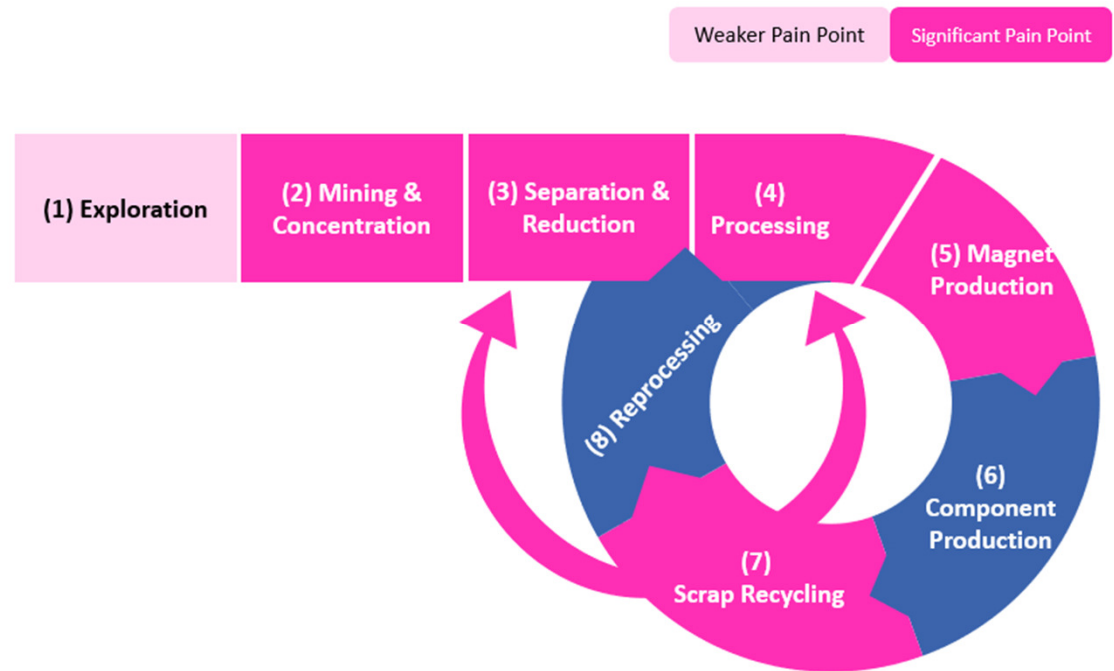 Weaker Pain Point
Significant Pain Point
(1) Exploration
(2) Mining &
Concentration
(3) Separation &
Reduction
(4)
Processing
(5) Magnet
Production
(6)
Component
Production
(7)
Scrap Recycling
(8) Reprocessing